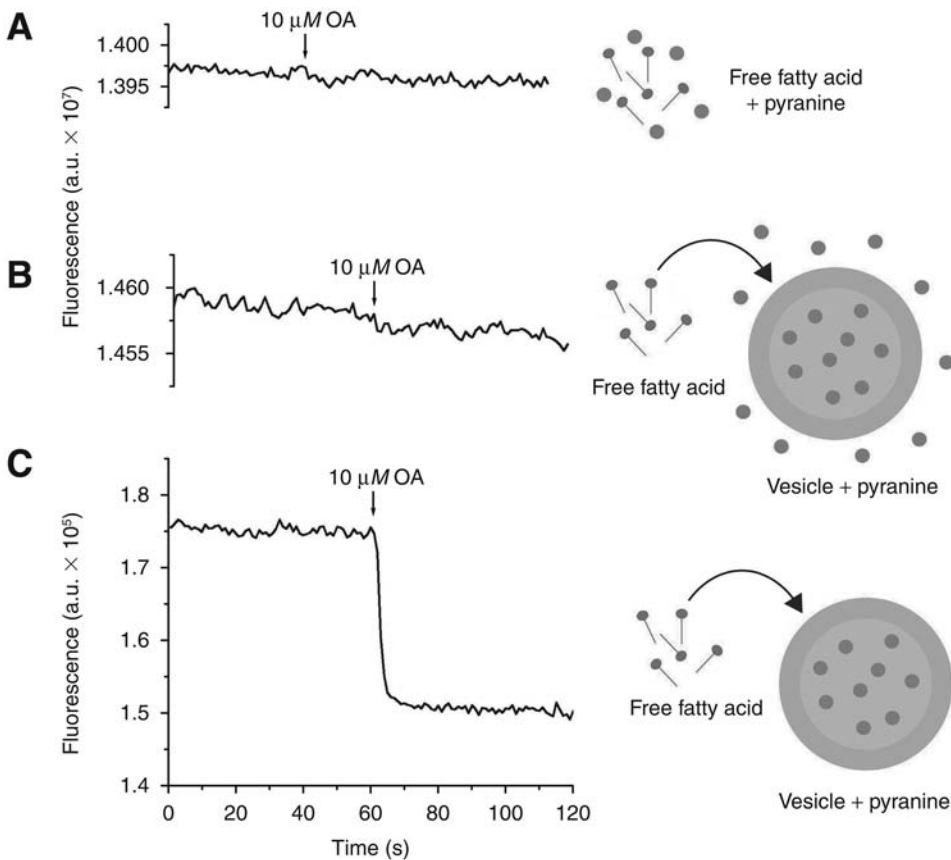 A
Fluorescence (a.u. × 10⁷)
1.400
1.395
10 μM OA
Free fatty acid
+ pyranine
B
1.460
1.455
10 μM OA
Free fatty acid
Vesicle + pyranine
C
Fluorescence (a.u. × 10⁵)
1.8
1.7
1.6
1.5
1.4
10 μM OA
0 20 40 60 80 100 120
Time (s)
Free fatty acid
Vesicle + pyranine